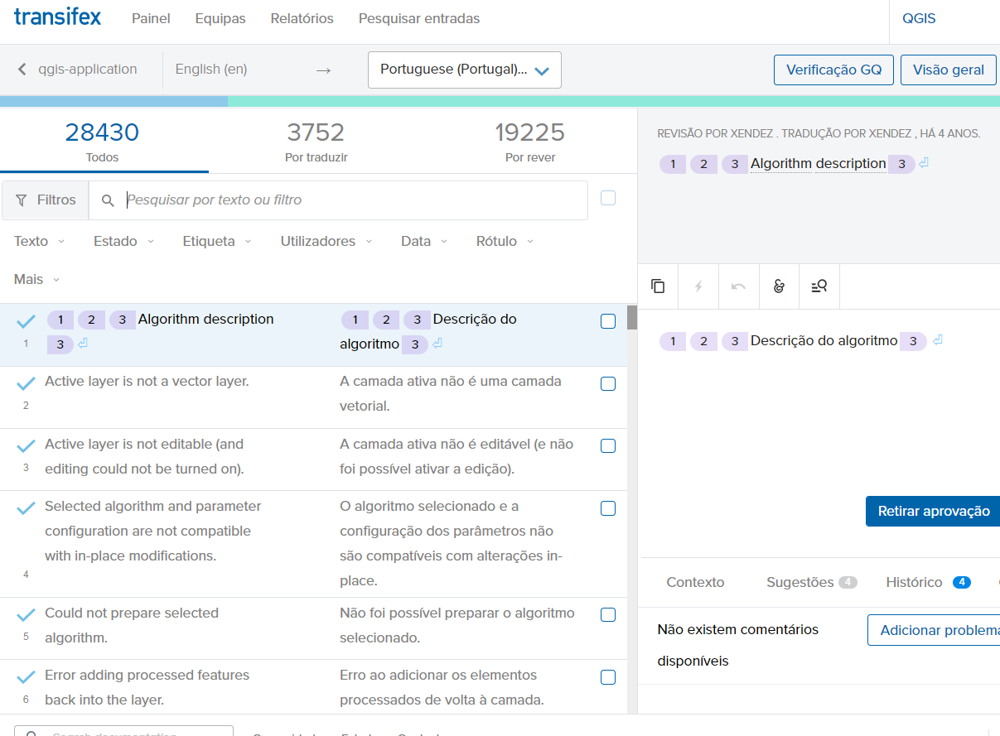 transifex Painel Equipas Relatórios Pesquisar entradas QGIS
qgis-application English (en) → Portuguese (Portugal)... Verificação GQ Visão geral
28430 3752 19225
Todos Por traduzir Por rever
Filtros Pesquisar por texto ou filtro
Texto Estado Etiqueta Utilizadores Data Rótulo
Mais
1 2 3 Algorithm description
3
1
1 2 3 Descrição do
algoritmo 3
Active layer is not a vector layer.
2
A camada ativa não é uma camada
vetorial.
Active layer is not editable (and
editing could not be turned on).
3
A camada ativa não é editável (e não
foi possível ativar a edição).
Selected algorithm and parameter
configuration are not compatible
with in-place modifications.
4
O algoritmo selecionado e a
configuração dos parâmetros não
são compatíveis com alterações in-
place.
Could not prepare selected
algorithm.
5
Não foi possível preparar o algoritmo
selecionado.
Error adding processed features
back into the layer.
6
Erro ao adicionar os elementos
processados de volta à camada.
REVISÃO POR XENDEZ . TRADUÇÃO POR XENDEZ , HÁ 4 ANOS.
1 2 3 Algorithm description 3
1 2 3 Descrição do algoritmo 3
Retirar aprovação
Contexto Sugestões 4 Histórico 4
Não existem comentários
disponíveis
Adicionar problema
Search documentation